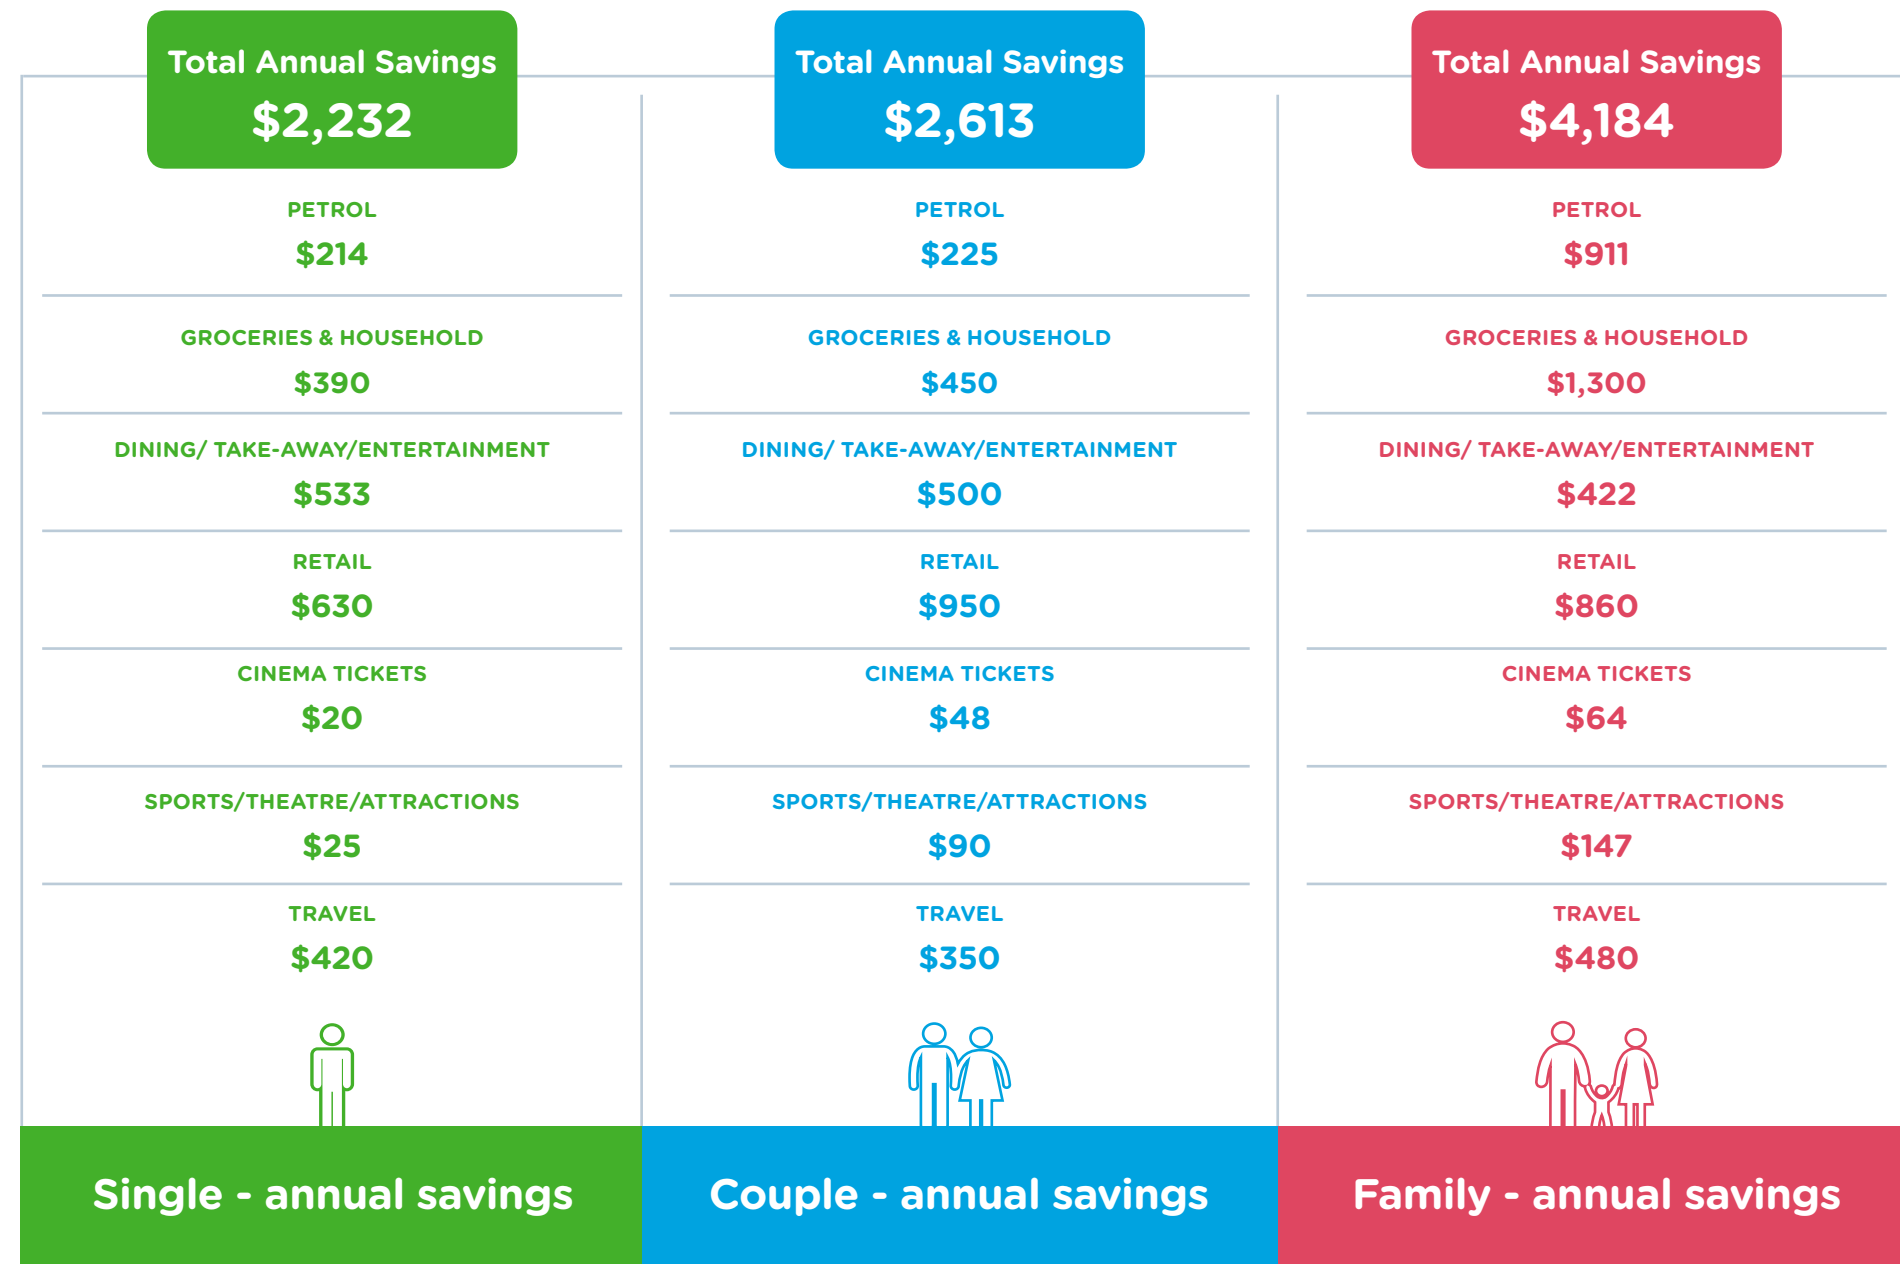 Total Annual Savings
$2,232
PETROL
$214
GROCERIES & HOUSEHOLD
$390
DINING/ TAKE-AWAY/ENTERTAINMENT
$533
RETAIL
$630
CINEMA TICKETS
$20
SPORTS/THEATRE/ATTRACTIONS
$25
TRAVEL
$420
Single - annual savings
Total Annual Savings
$2,613
PETROL
$225
GROCERIES & HOUSEHOLD
$450
DINING/ TAKE-AWAY/ENTERTAINMENT
$500
RETAIL
$950
CINEMA TICKETS
$48
SPORTS/THEATRE/ATTRACTIONS
$90
TRAVEL
$350
Couple - annual savings
Total Annual Savings
$4,184
PETROL
$911
GROCERIES & HOUSEHOLD
$1,300
DINING/ TAKE-AWAY/ENTERTAINMENT
$422
RETAIL
$860
CINEMA TICKETS
$64
SPORTS/THEATRE/ATTRACTIONS
$147
TRAVEL
$480
Family - annual savings